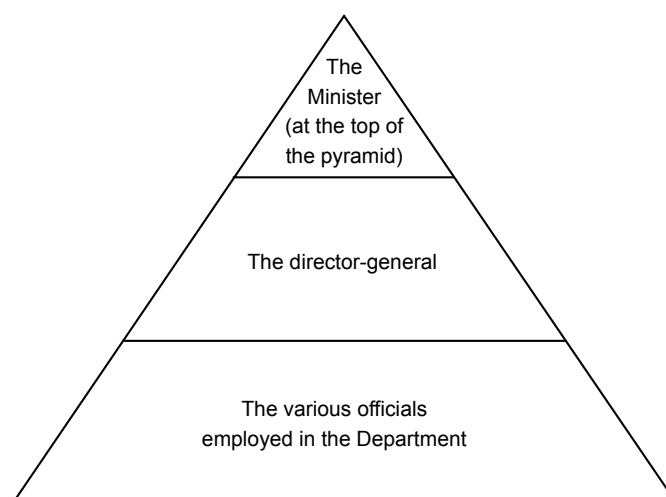 The
Minister
(at the top of
the pyramid)
The director-general
The various officials
employed in the Department